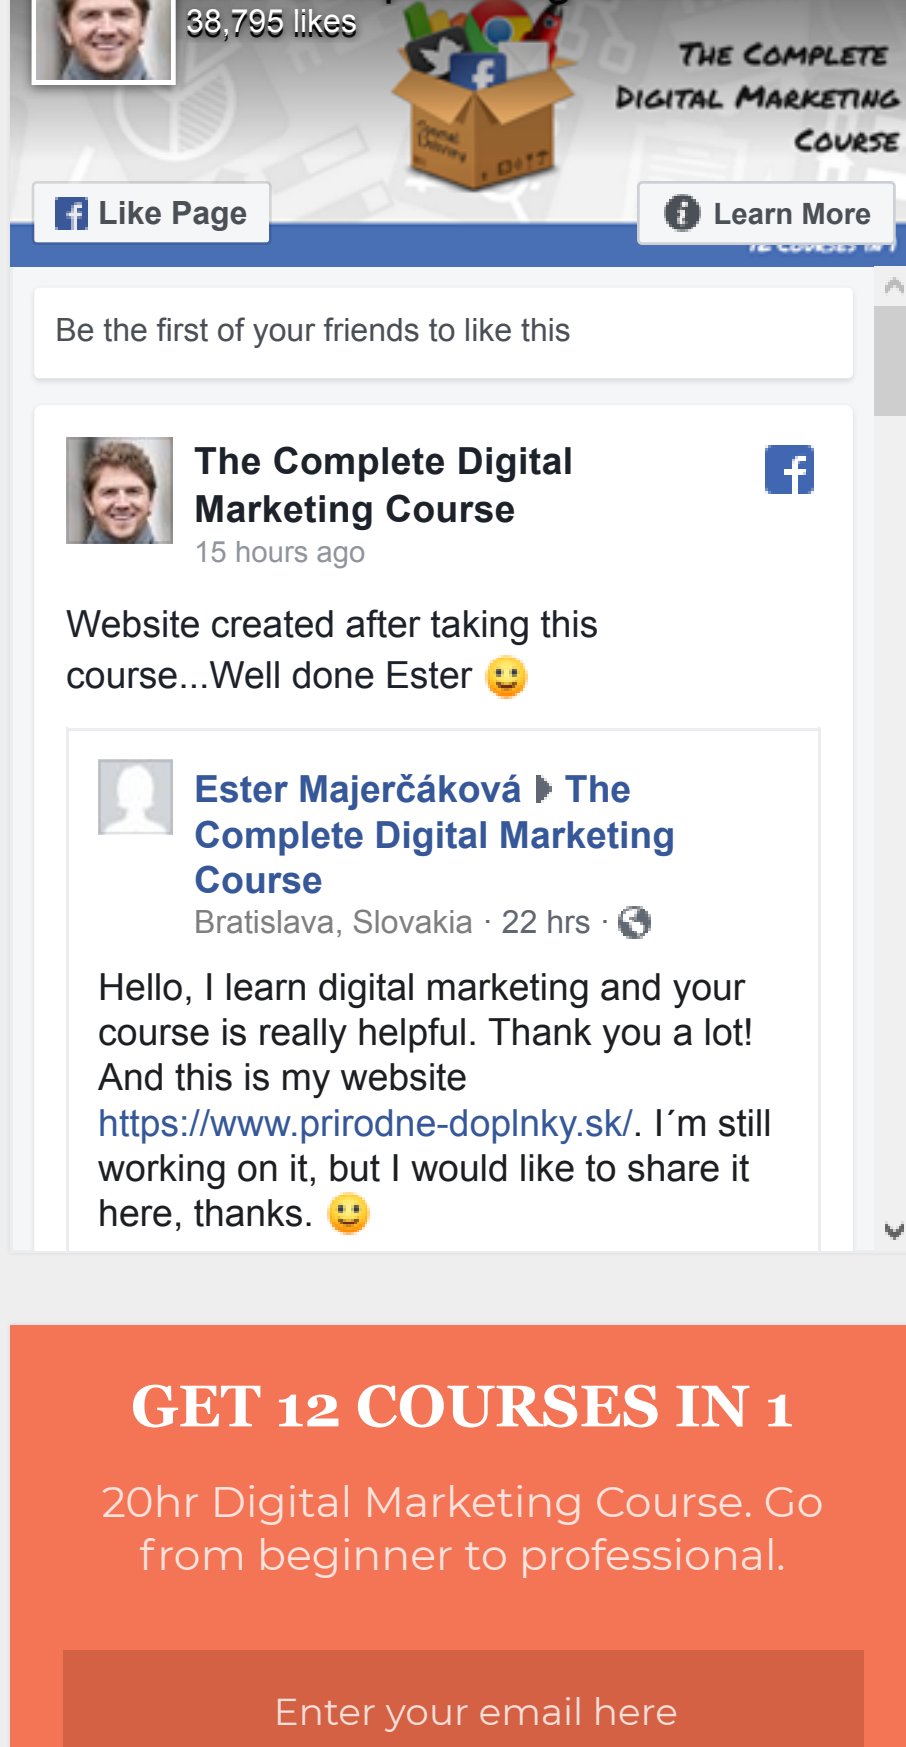 38,795 likes
THE COMPLETE
DIGITAL MARKETING
COURSE
Like Page
Learn More
12 COURSES IN 1
Be the first of your friends to like this
The Complete Digital
Marketing Course
15 hours ago
Website created after taking this
course...Well done Ester 🙂
Ester Majerčáková ▶ The
Complete Digital Marketing
Course
Bratislava, Slovakia · 22 hrs ·
Hello, I learn digital marketing and your
course is really helpful. Thank you a lot!
And this is my website
https://www.prirodne-doplnky.sk/. I´m still
working on it, but I would like to share it
here, thanks. 🙂
GET 12 COURSES IN 1
20hr Digital Marketing Course. Go
from beginner to professional.
Enter your email here